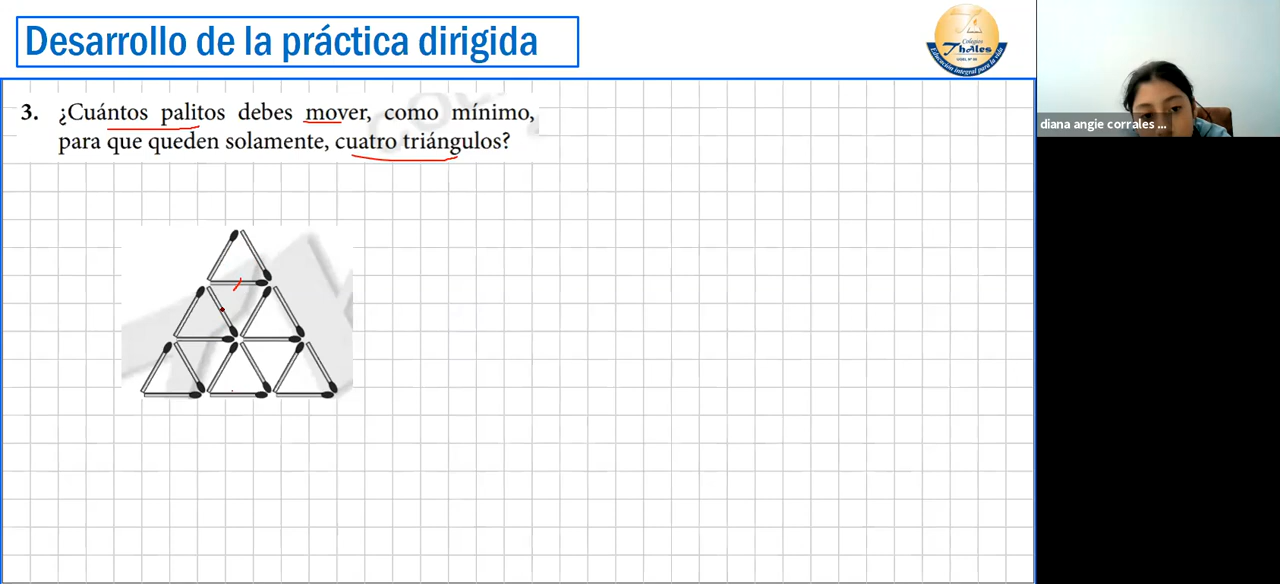 Desarrollo de la práctica dirigida
Colegios
Thales
Educación integral para la vida
3. ¿Cuántos palitos debes mover, como mínimo,
para que queden solamente, cuatro triángulos?
diana angie corrales ...